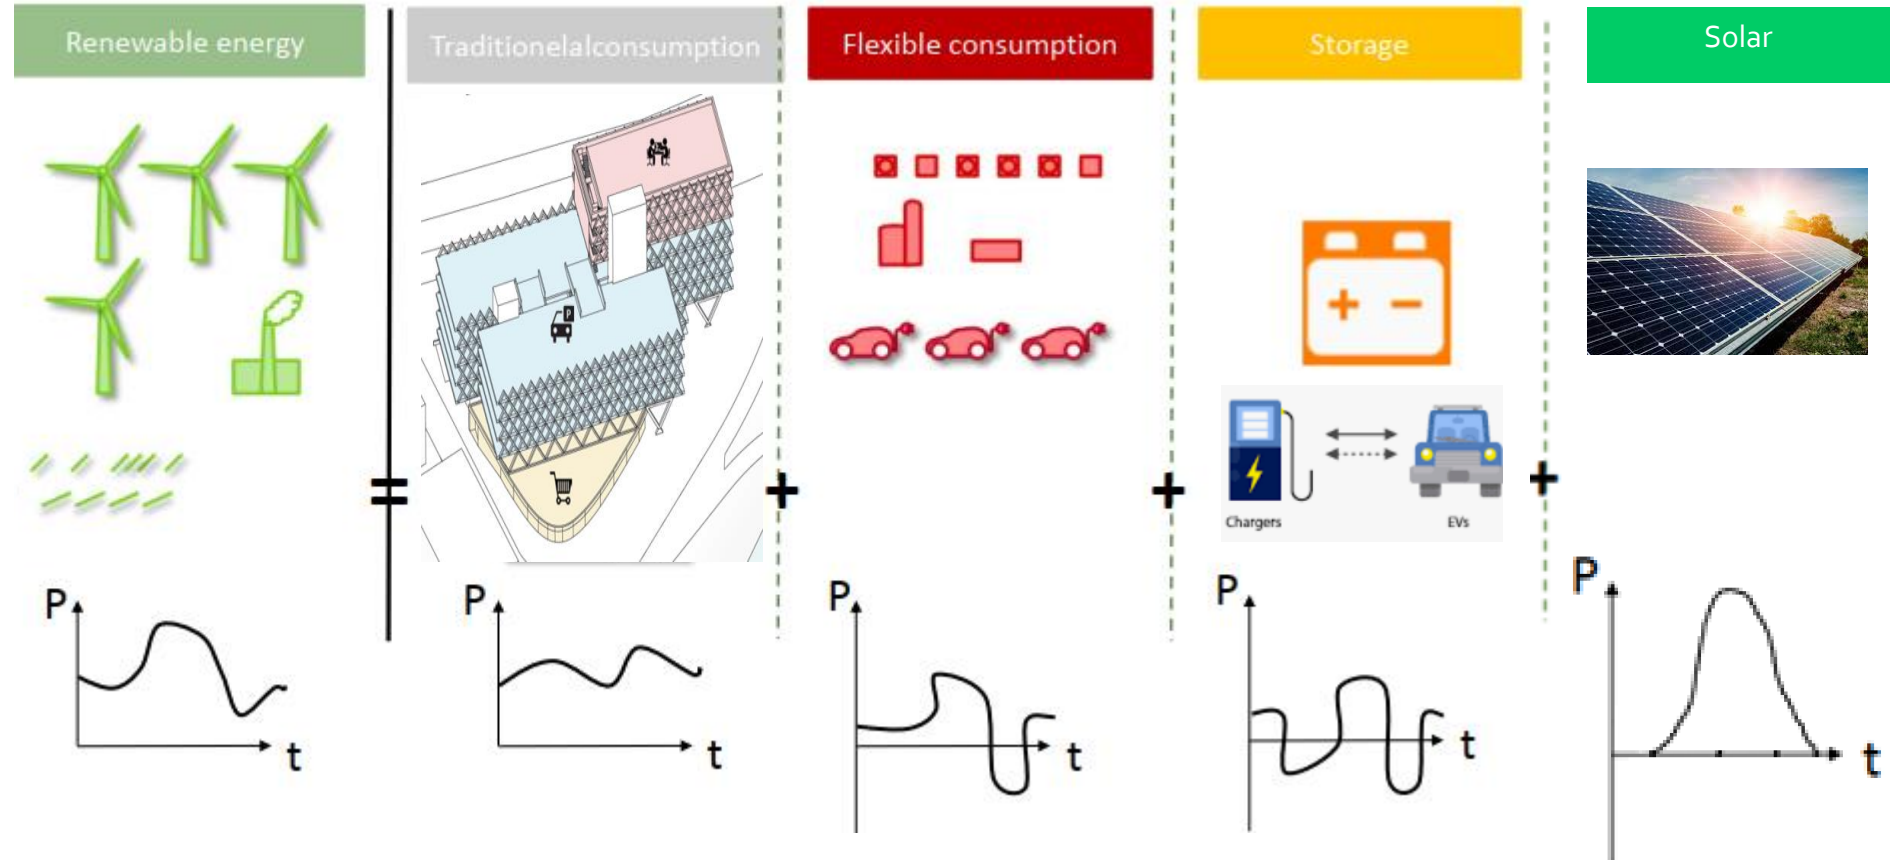 Renewable energy
Traditionelalconsumption
Flexible consumption
Storage
Solar
P
+ −
Chargers
EVs
=
+
+
+
P
t
P
t
P
t
P
t
P
t